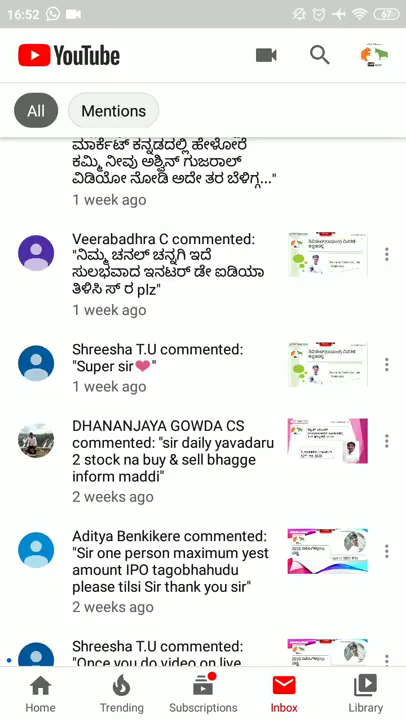 16:52
67
YouTube
All
Mentions
ಮಾರ್ಕೆಟ್ ಕನ್ನಡದಲ್ಲಿ ಹೇಳೋರೆ
ಕಮ್ಮಿ ನೀವು ಅಶ್ವಿನ್ ಗುಜರಾಲ್
ವಿಡಿಯೋ ನೋಡಿ ಅದೇ ತರ ಬೆಳಿಗ್ಗ..."
1 week ago
Veerabadhra C commented:
"ನಿಮ್ಮ ಚನಲ್ ಚನ್ನಗಿ ಇದೆ
ಸುಲಭವಾದ ಇನಟರ್ ಡೇ ಐಡಿಯಾ
ತಿಳಿಸಿ ಸ್ ರ plz"
1 week ago
Shreesha T.U commented:
"Super sir❤"
1 week ago
DHANANJAYA GOWDA CS
commented: "sir daily yavadaru
2 stock na buy & sell bhagge
inform maddi"
2 weeks ago
Aditya Benkikere commented:
"Sir one person maximum yest
amount IPO tagobhahudu
please tilsi Sir thank you sir"
2 weeks ago
Shreesha T.U commented:
"Once you do video on live
Home
Trending
Subscriptions
Inbox
Library